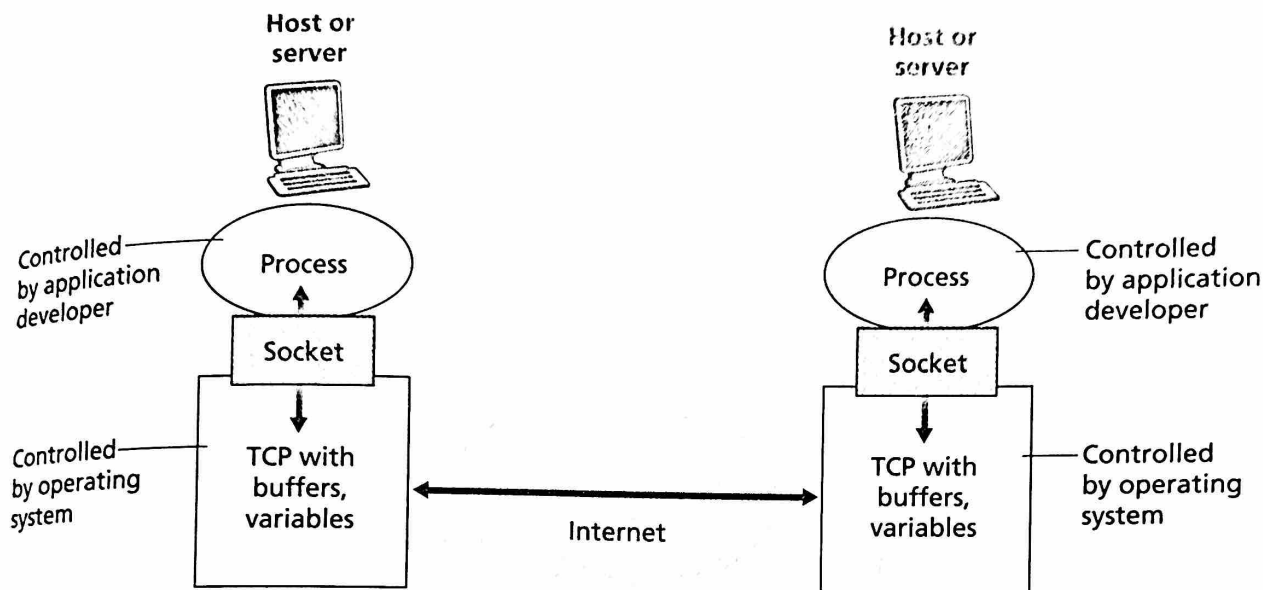 Host or
server
Controlled
by application
developer
Process
Socket
Controlled
by operating
system
TCP with
buffers,
variables
Internet
Host or
server
Process
Controlled
by application
developer
Socket
TCP with
buffers,
variables
Controlled
by operating
system